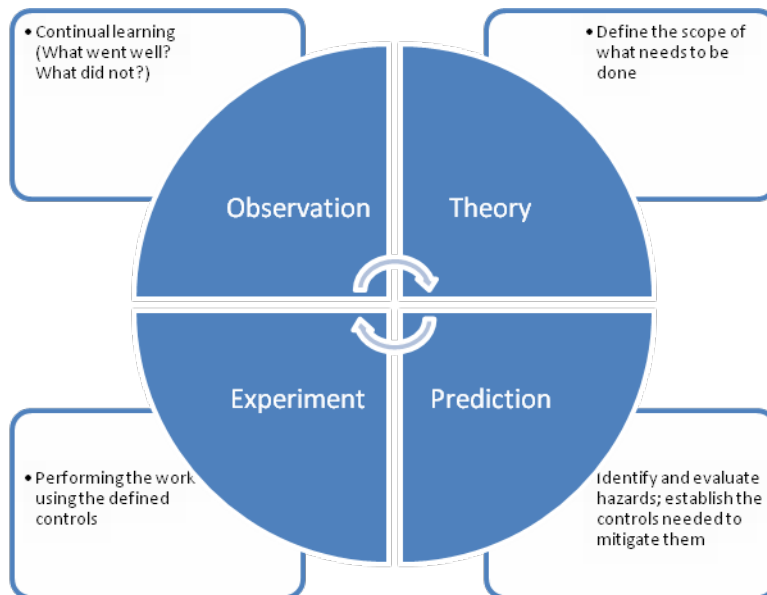 • Continual learning
(What went well?
What did not?)
• Define the scope of
what needs to be
done
Observation
Theory
Experiment
Prediction
• Performing the work
using the defined
controls
Identify and evaluate
hazards; establish the
controls needed to
mitigate them